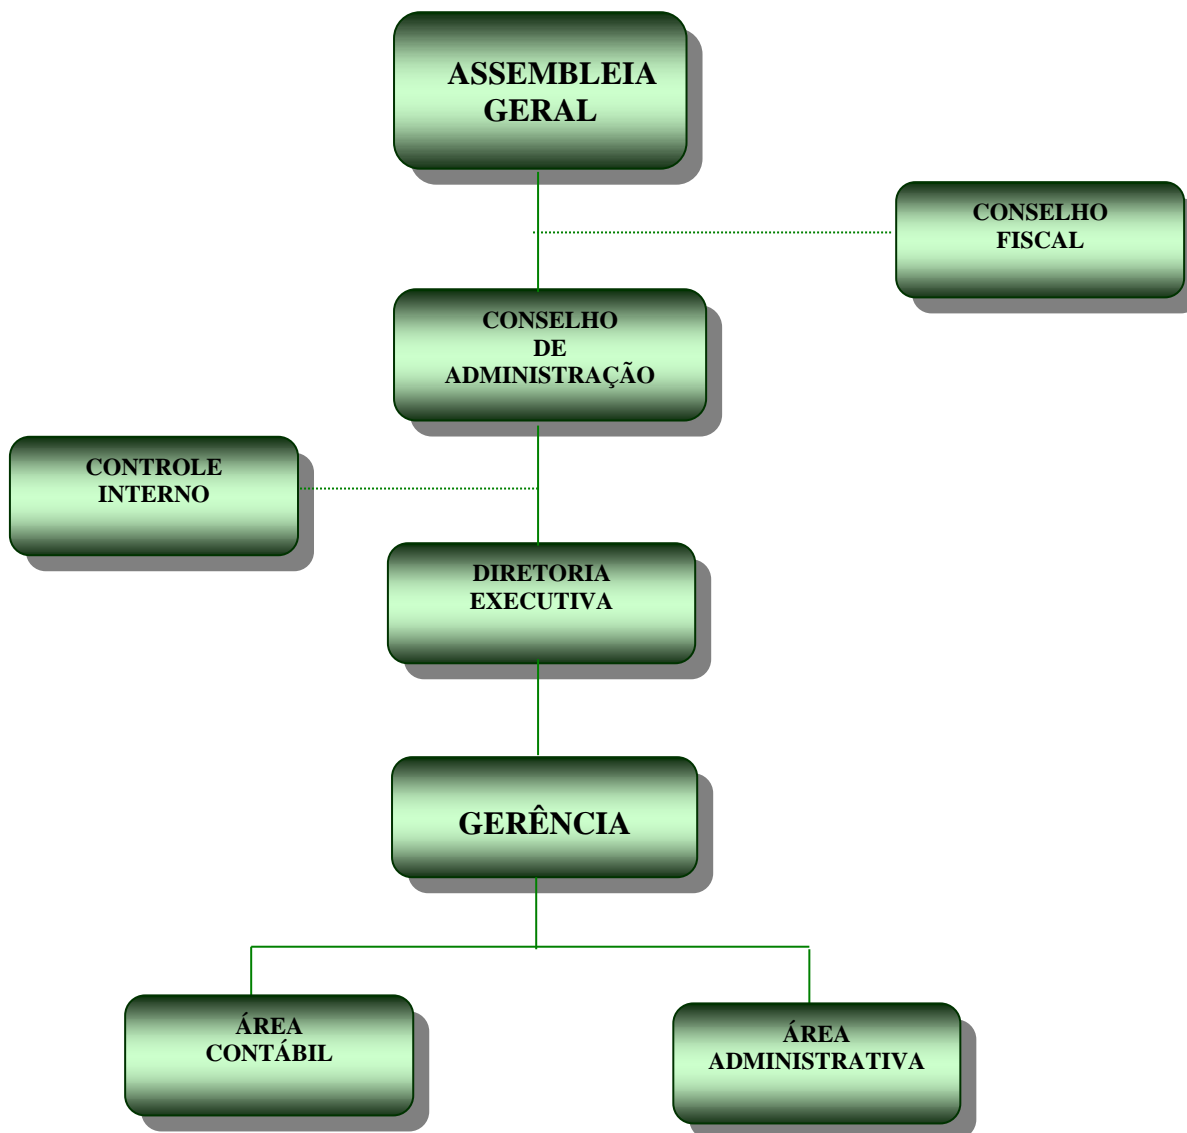 ASSEMBLEIA
GERAL
CONSELHO
FISCAL
CONSELHO
DE
ADMINISTRAÇÃO
CONTROLE
INTERNO
DIRETORIA
EXECUTIVA
GERÊNCIA
ÁREA
CONTÁBIL
ÁREA
ADMINISTRATIVA